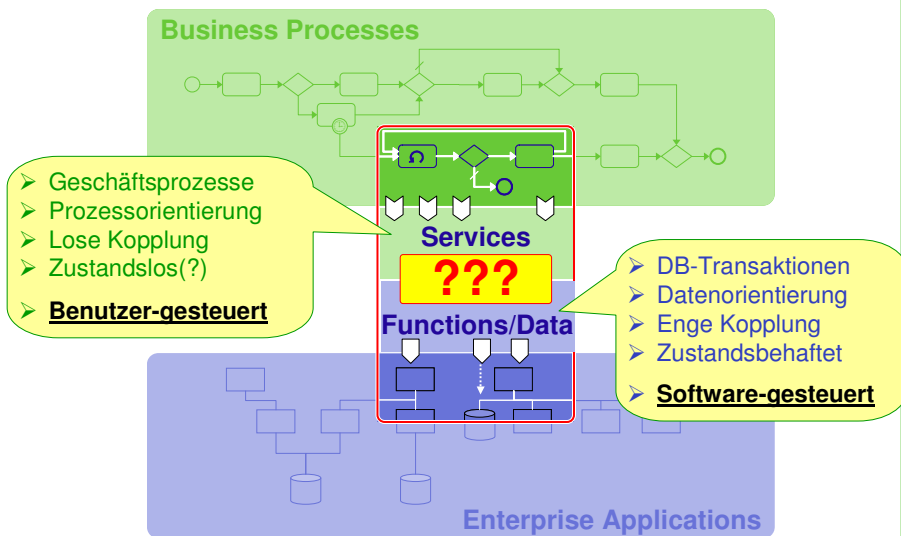 Business Processes
➢ Geschäftsprozesse
➢ Prozessorientierung
➢ Lose Kopplung
➢ Zustandslos(?)
➢ Benutzer-gesteuert
Services
???
Functions/Data
➢ DB-Transaktionen
➢ Datenorientierung
➢ Enge Kopplung
➢ Zustandsbehaftet
➢ Software-gesteuert
Enterprise Applications